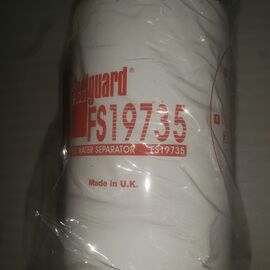 Fleetguard
FS19735
FUEL WATER SEPARATOR FS19735
Made in U.K.